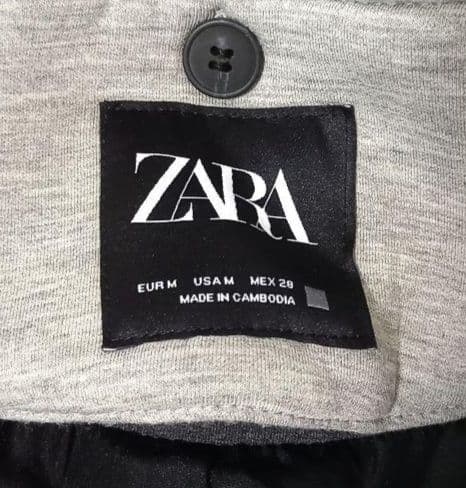 ZARA
EUR M USA M MEX 28
MADE IN CAMBODIA